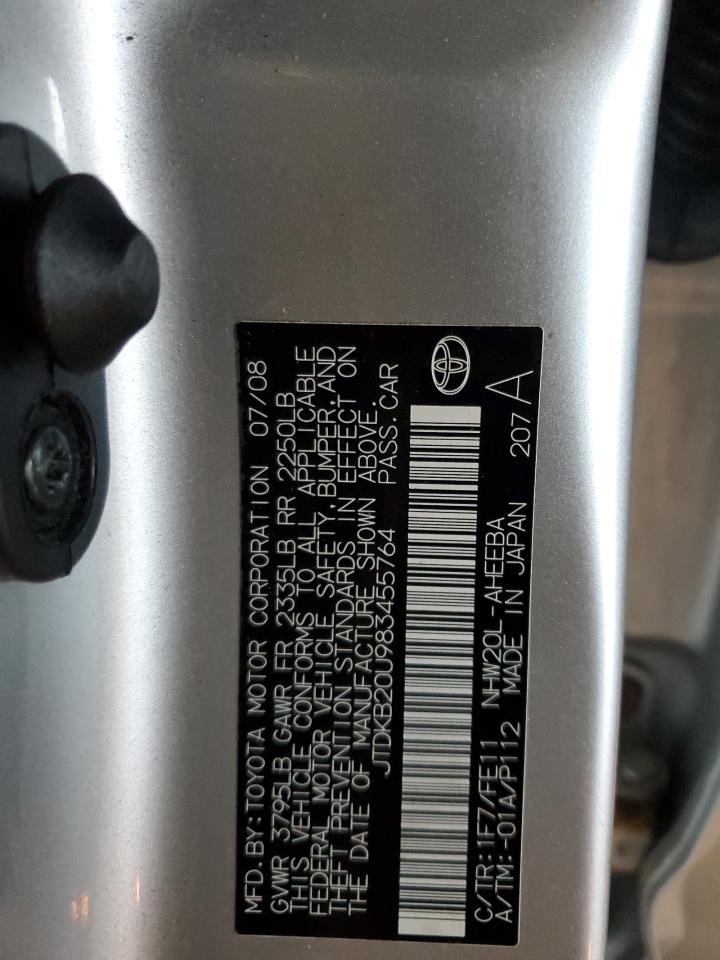 MFD. BY: TOYOTA MOTOR CORPORATION 07/08
GVWR 3795LB GAWR FR 2335LB RR 2250LB
THIS VEHICLE CONFORMS TO ALL APPLICABLE
FEDERAL MOTOR VEHICLE SAFETY, BUMPER, AND
THEFT PREVENTION STANDARDS IN EFFECT ON
THE DATE OF MANUFACTURE SHOWN ABOVE.
JTDKB20U983455764 PASS. CAR
C/TR: 1F7/FE11 NHW20L-AHEEBA 207 A
A/TM: -01A/P112 MADE IN JAPAN